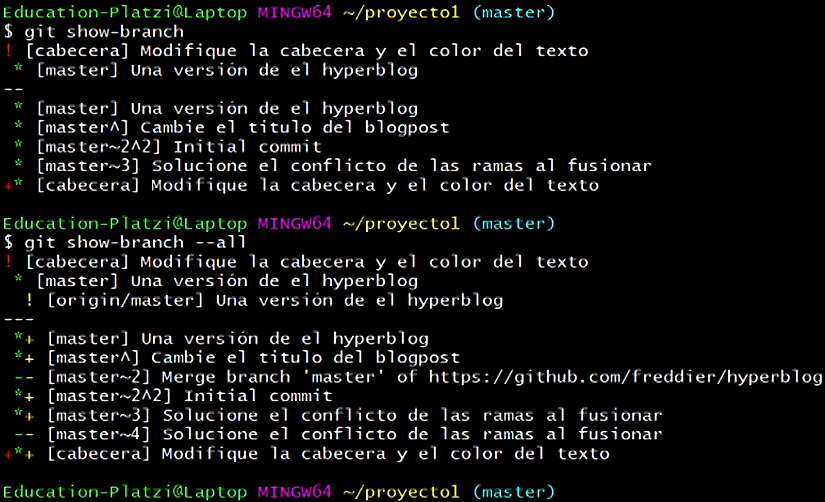 Education-Platzi@Laptop MINGW64 ~/proyecto1 (master)
$ git show-branch
! [cabecera] Modifique la cabecera y el color del texto
 * [master] Una versión de el hyperblog
--
 * [master] Una versión de el hyperblog
 * [master^] Cambie el titulo del blogpost
 * [master~2^2] Initial commit
 * [master~3] Solucione el conflicto de las ramas al fusionar
+* [cabecera] Modifique la cabecera y el color del texto

Education-Platzi@Laptop MINGW64 ~/proyecto1 (master)
$ git show-branch --all
! [cabecera] Modifique la cabecera y el color del texto
 * [master] Una versión de el hyperblog
  ! [origin/master] Una versión de el hyperblog
---
 *+ [master] Una versión de el hyperblog
 *+ [master^] Cambie el titulo del blogpost
 -- [master~2] Merge branch 'master' of https://github.com/freddier/hyperblog
 *+ [master~2^2] Initial commit
 *+ [master~3] Solucione el conflicto de las ramas al fusionar
 -- [master~4] Solucione el conflicto de las ramas al fusionar
+*+ [cabecera] Modifique la cabecera y el color del texto

Education-Platzi@Laptop MINGW64 ~/proyecto1 (master)